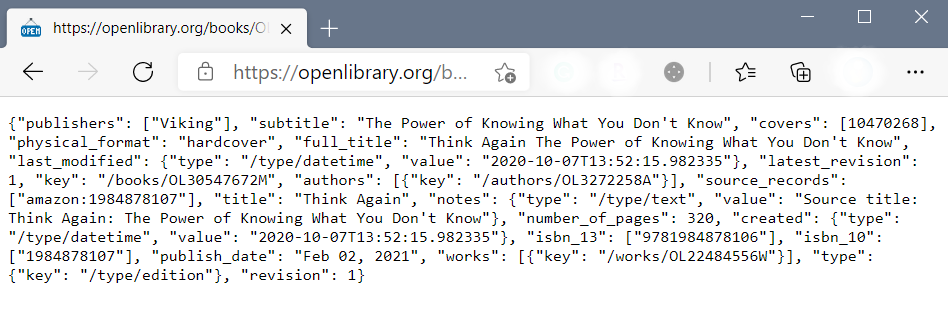 OPEN
https://openlibrary.org/books/Ol
https://openlibrary.org/b...
{"publishers": ["Viking"], "subtitle": "The Power of Knowing What You Don't Know", "covers": [10470268],
"physical_format": "hardcover", "full_title": "Think Again The Power of Knowing What You Don't Know",
"last_modified": {"type": "/type/datetime", "value": "2020-10-07T13:52:15.982335"}, "latest_revision":
1, "key": "/books/OL30547672M", "authors": [{"key": "/authors/OL3272258A"}], "source_records":
["amazon:1984878107"], "title": "Think Again", "notes": {"type": "/type/text", "value": "Source title:
Think Again: The Power of Knowing What You Don't Know"}, "number_of_pages": 320, "created": {"type":
"/type/datetime", "value": "2020-10-07T13:52:15.982335"}, "isbn_13": ["9781984878106"], "isbn_10":
["1984878107"], "publish_date": "Feb 02, 2021", "works": [{"key": "/works/OL22484556W"}], "type":
{"key": "/type/edition"}, "revision": 1}